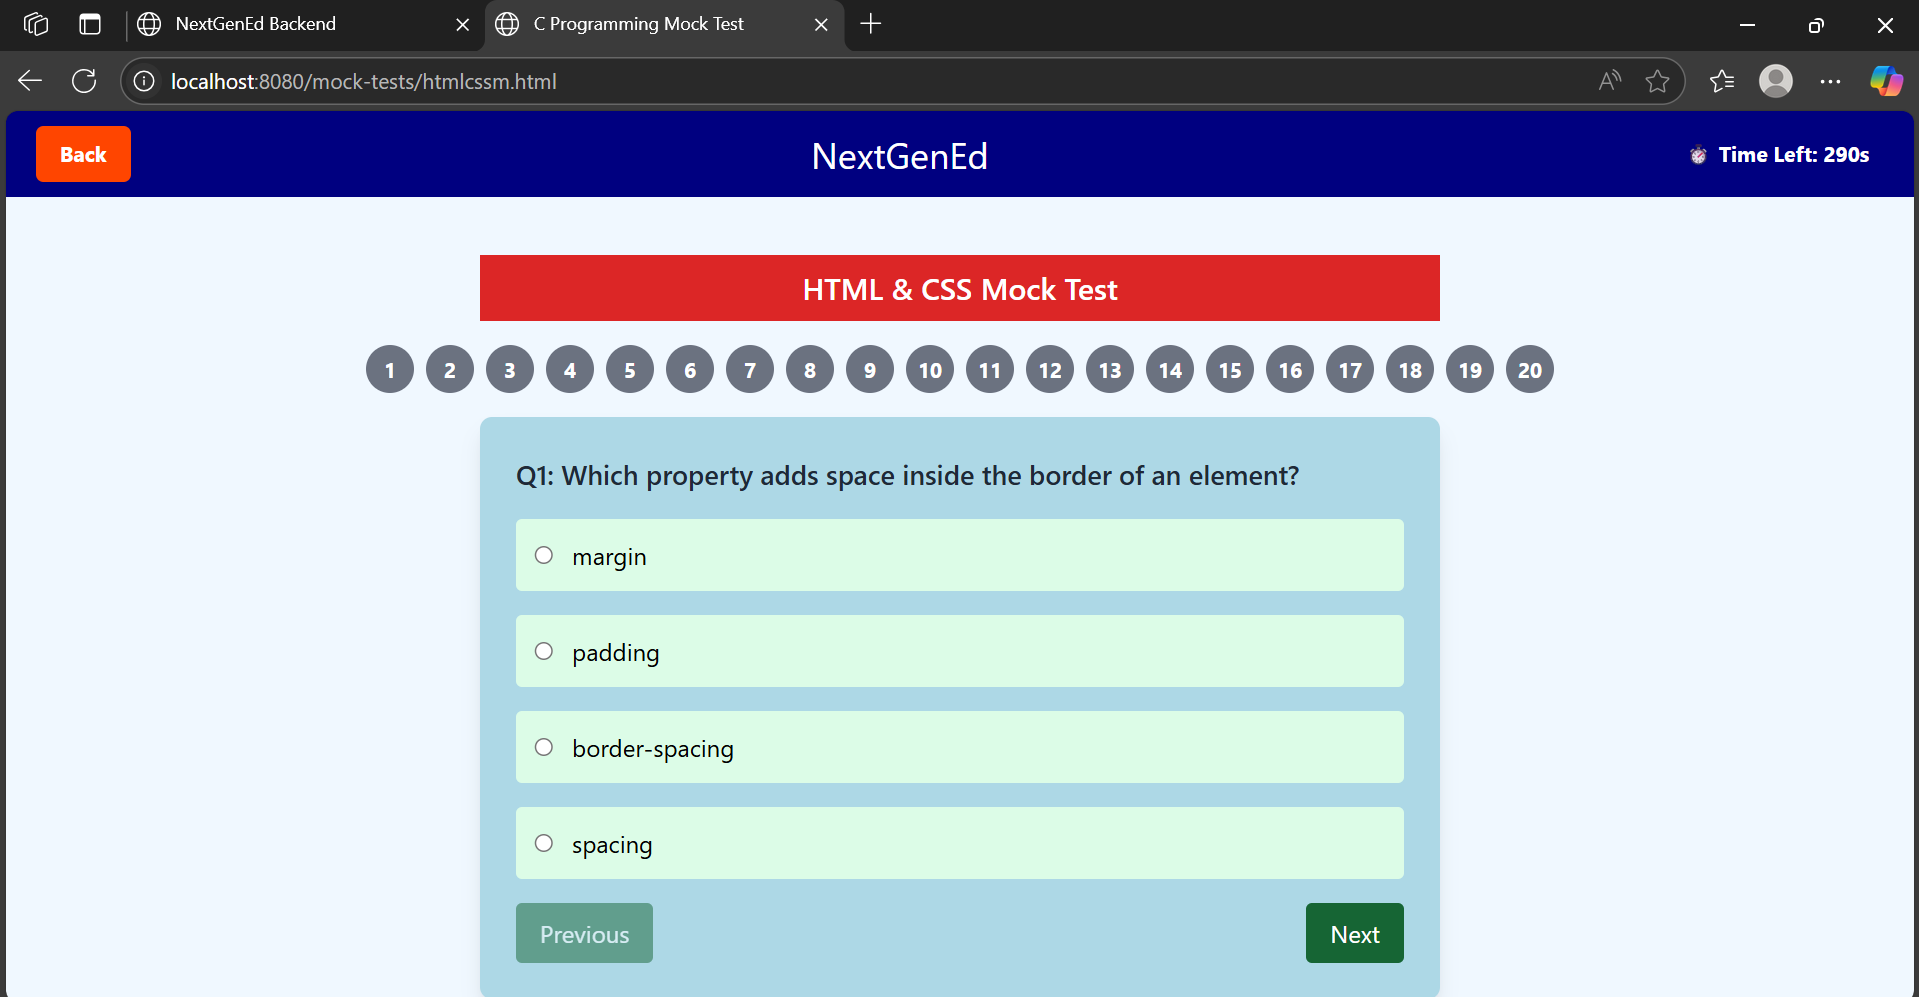 NextGenEd Backend
C Programming Mock Test
localhost:8080/mock-tests/htmlcssm.html
Back
NextGenEd
Time Left: 290s
HTML & CSS Mock Test
1 2 3 4 5 6 7 8 9 10 11 12 13 14 15 16 17 18 19 20
Q1: Which property adds space inside the border of an element?
margin
padding
border-spacing
spacing
Previous
Next